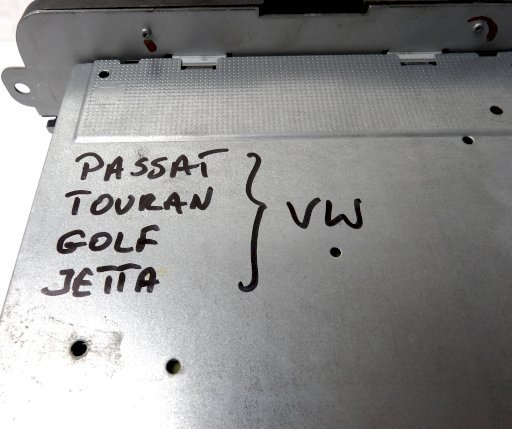 PASSAT
TOURAN
GOLF
JETTA
VW